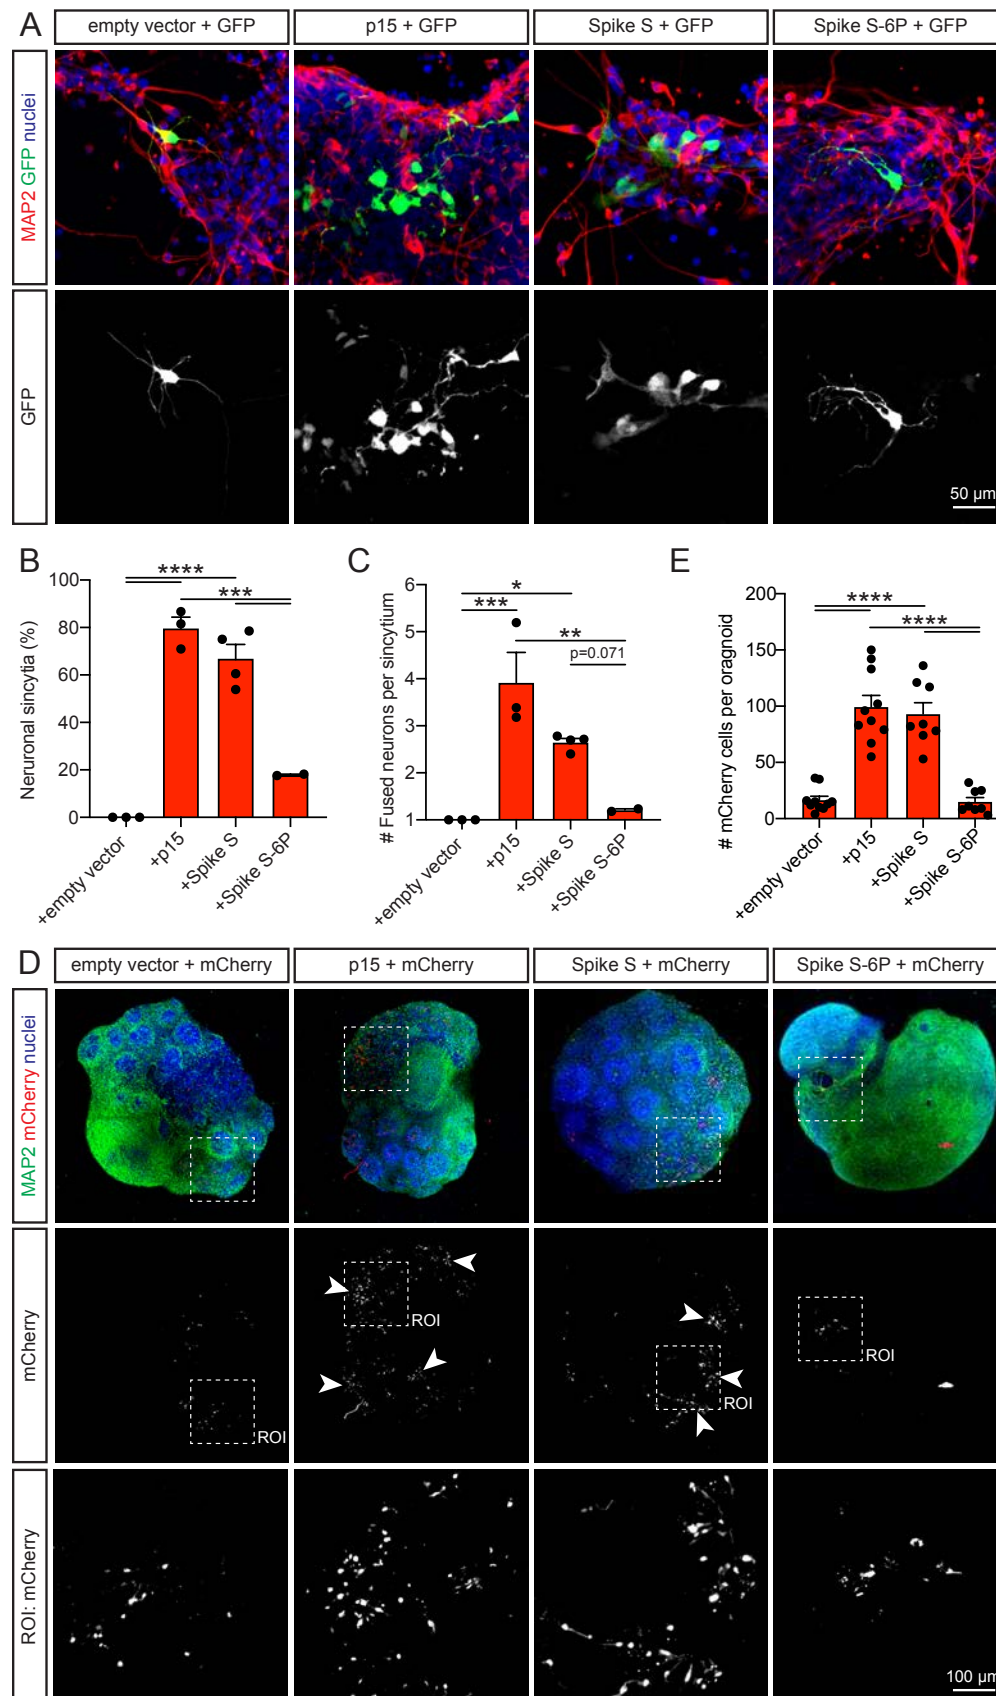 A
empty vector + GFP
p15 + GFP
Spike S + GFP
Spike S-6P + GFP
MAP2 GFP nuclei
GFP
50 µm
B
Neruronal sincytia (%)
100
80
60
40
20
0
****
***
+empty vector
+p15
+Spike S
+Spike S-6P
C
# Fused neurons per sincytium
6
5
4
3
2
1
*
***
**
p=0.071
+empty vector
+p15
+Spike S
+Spike S-6P
E
# mCherry cells per oragnoid
200
150
100
50
0
****
****
+empty vector
+p15
+Spike S
+Spike S-6P
D
empty vector + mCherry
p15 + mCherry
Spike S + mCherry
Spike S-6P + mCherry
MAP2 mCherry nuclei
mCherry
ROI
ROI
ROI
ROI
ROI: mCherry
100 µm